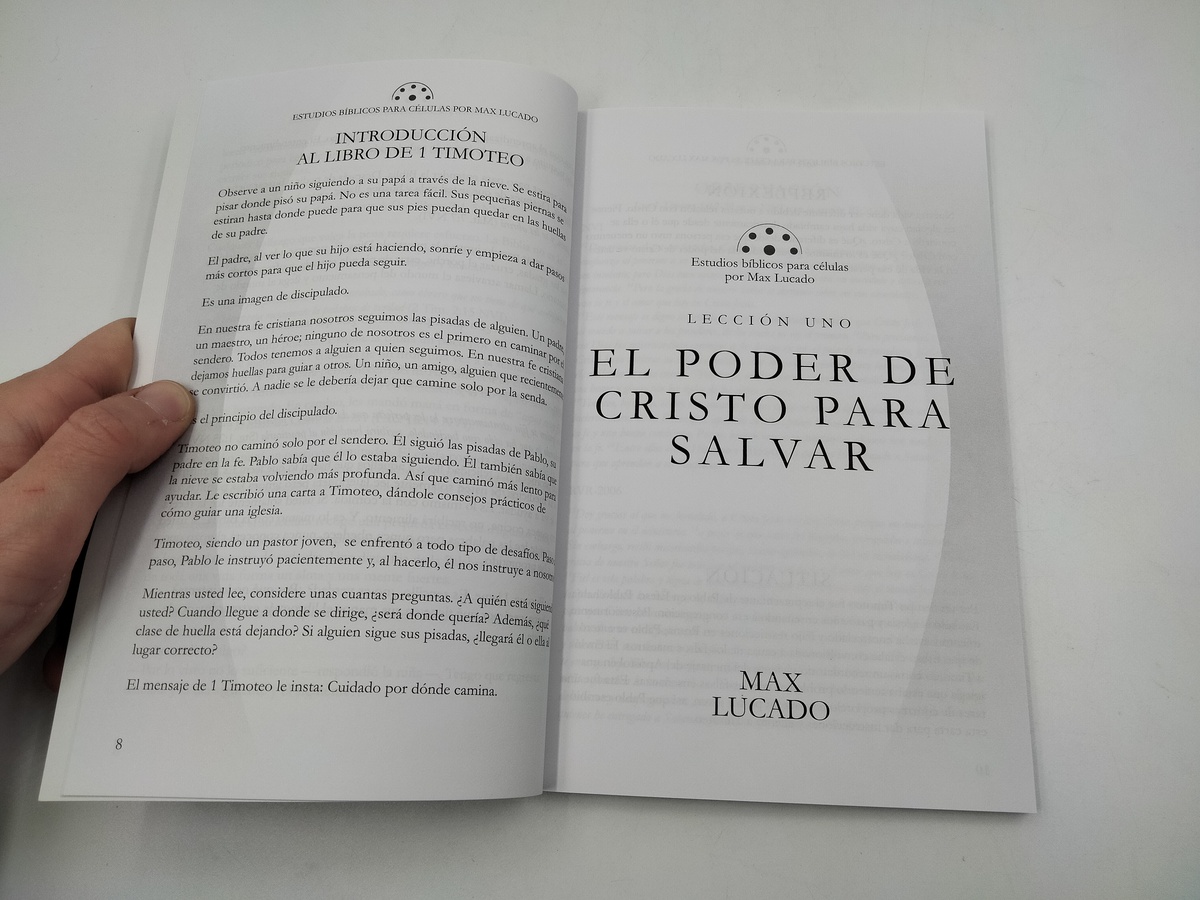 ESTUDIOS BÍBLICOS PARA CÉLULAS POR MAX LUCADO
INTRODUCCIÓN
AL LIBRO DE 1 TIMOTEO
Observe a un niño siguiendo a su papá a través de la nieve. Se estira para
pisar donde pisó su papá. No es una tarea fácil. Sus pequeñas piernas se
estiran hasta donde puede para que sus pies puedan quedar en las huellas
de su padre.
El padre, al ver lo que su hijo está haciendo, sonríe y empieza a dar pasos
más cortos para que el hijo pueda seguir.
Es una imagen de discipulado.
En nuestra fe cristiana nosotros seguimos las pisadas de alguien. Un padre,
un maestro, un héroe; ninguno de nosotros es el primero en caminar por el
sendero. Todos tenemos a alguien a quien seguimos. En nuestra fe cristiana
dejamos huellas para guiar a otros. Un niño, un amigo, alguien que recientemente
se convirtió. A nadie se le debería dejar que camine solo por la senda.
el principio del discipulado.
Timoteo no caminó solo por el sendero. Él siguió las pisadas de Pablo, su
padre en la fe. Pablo sabía que él lo estaba siguiendo. Él también sabía que
la nieve se estaba volviendo más profunda. Así que caminó más lento para
ayudar. Le escribió una carta a Timoteo, dándole consejos prácticos de
cómo guiar una iglesia.
Timoteo, siendo un pastor joven, se enfrentó a todo tipo de desafíos. Paso
paso, Pablo le instruyó pacientemente y, al hacerlo, él nos instruye a
Mientras usted lee, considere unas cuantas preguntas. ¿A quién está
usted? Cuando llegue a donde se dirige, ¿será donde quería? Además, ¿qué
clase de huella está dejando? Si alguien sigue sus pisadas, ¿llegará él o ella al
lugar correcto?
El mensaje de 1 Timoteo le insta: Cuidado por dónde camina.
8
Estudios bíblicos para células
por Max Lucado
LECCIÓN UNO
EL PODER DE
CRISTO PARA
SALVAR
MAX
LUCADO